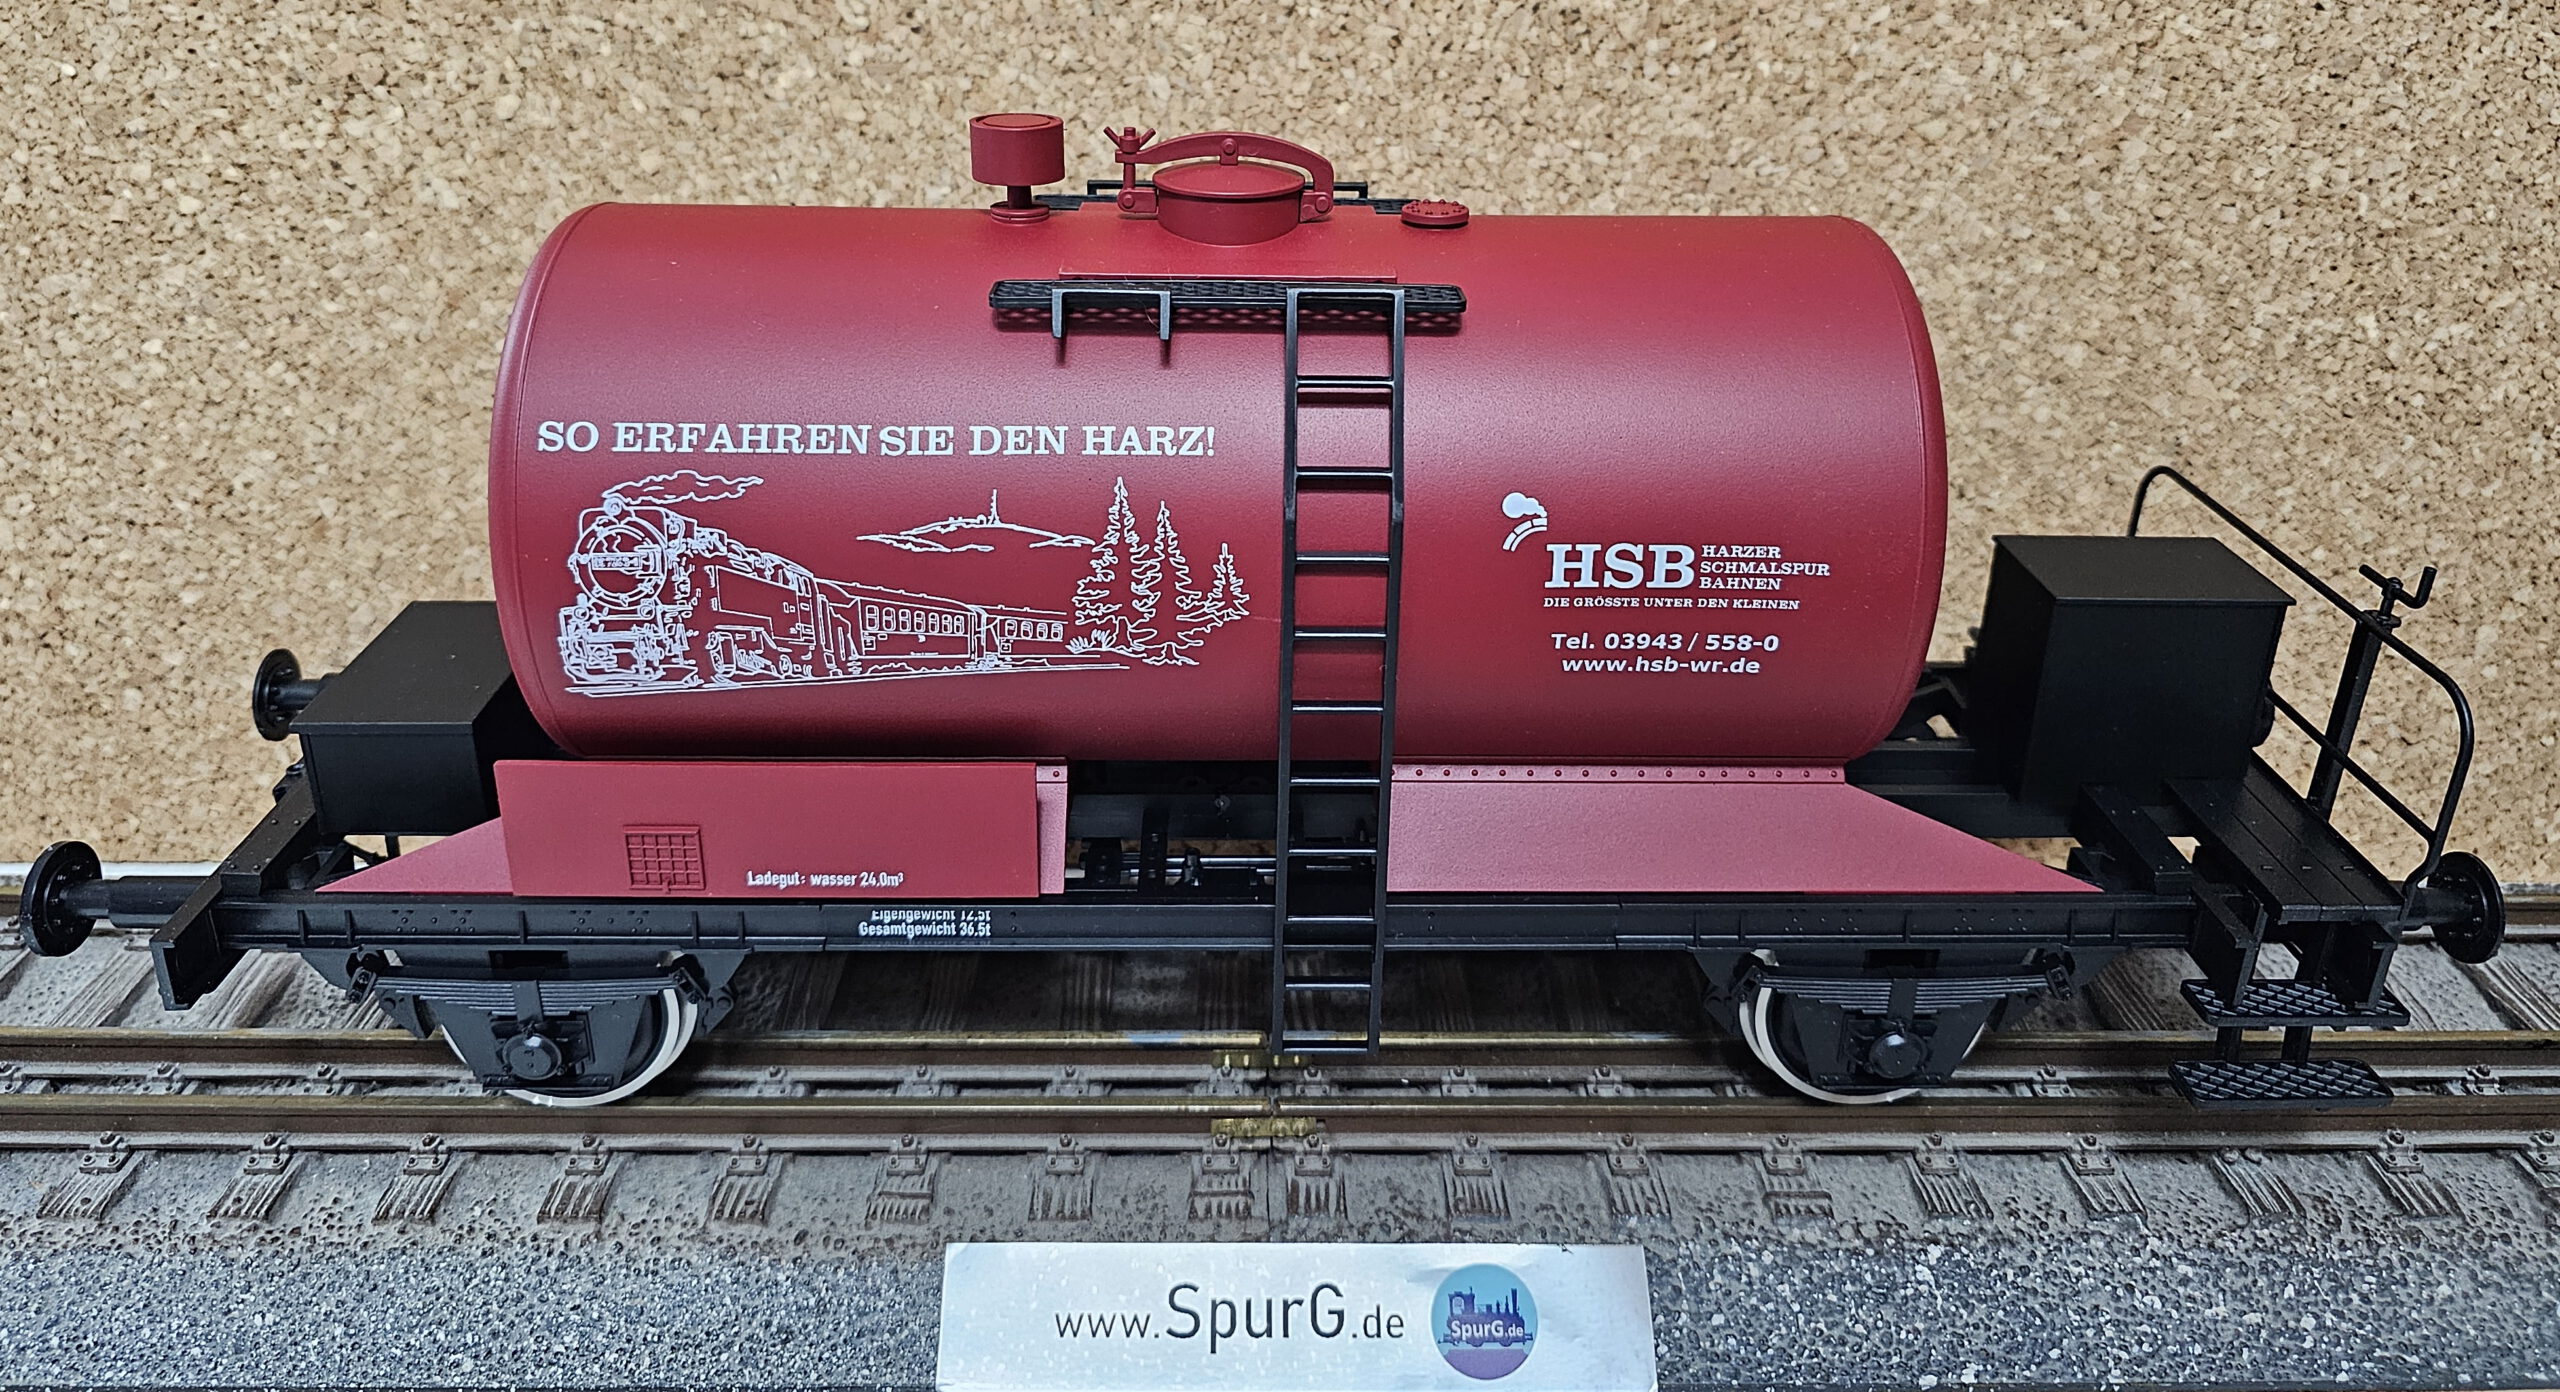 SO ERFAHREN SIE DEN HARZ!
HSB HARZER
SCHMALSPUR
BAHNEN
DIE GRÖSSTE UNTER DEN KLEINEN
Tel. 03943 / 558-0
www.hsb-wr.de
Ladegut: wasser 24,0m³
Eigengewicht 12,5t
Gesamtgewicht 36,5t
www.SpurG.de
SpurG.de